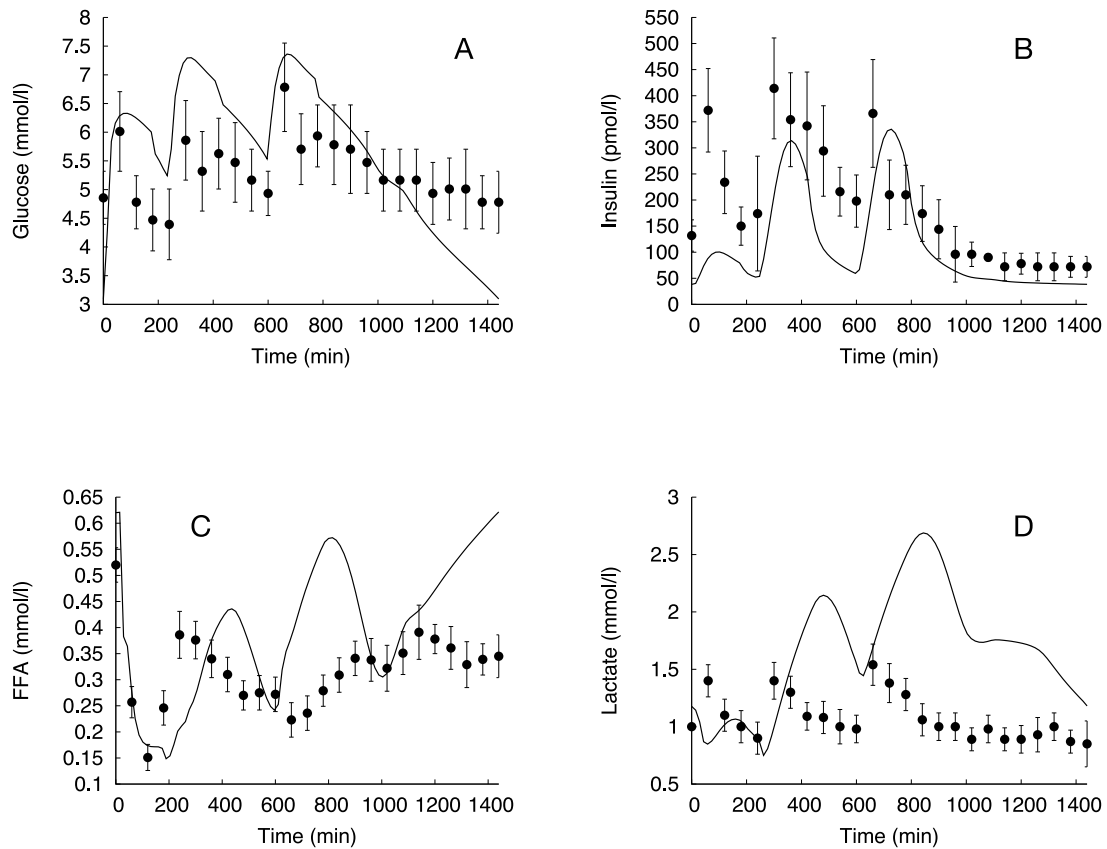 A
Glucose (mmol/l)
8
7.5
7
6.5
6
5.5
5
4.5
4
3.5
3
0 200 400 600 800 1000 1200 1400
Time (min)
B
Insulin (pmol/l)
550
500
450
400
350
300
250
200
150
100
50
0
0 200 400 600 800 1000 1200 1400
Time (min)
C
FFA (mmol/l)
0.65
0.6
0.55
0.5
0.45
0.4
0.35
0.3
0.25
0.2
0.15
0.1
0 200 400 600 800 1000 1200 1400
Time (min)
D
Lactate (mmol/l)
3
2.5
2
1.5
1
0.5
0 200 400 600 800 1000 1200 1400
Time (min)